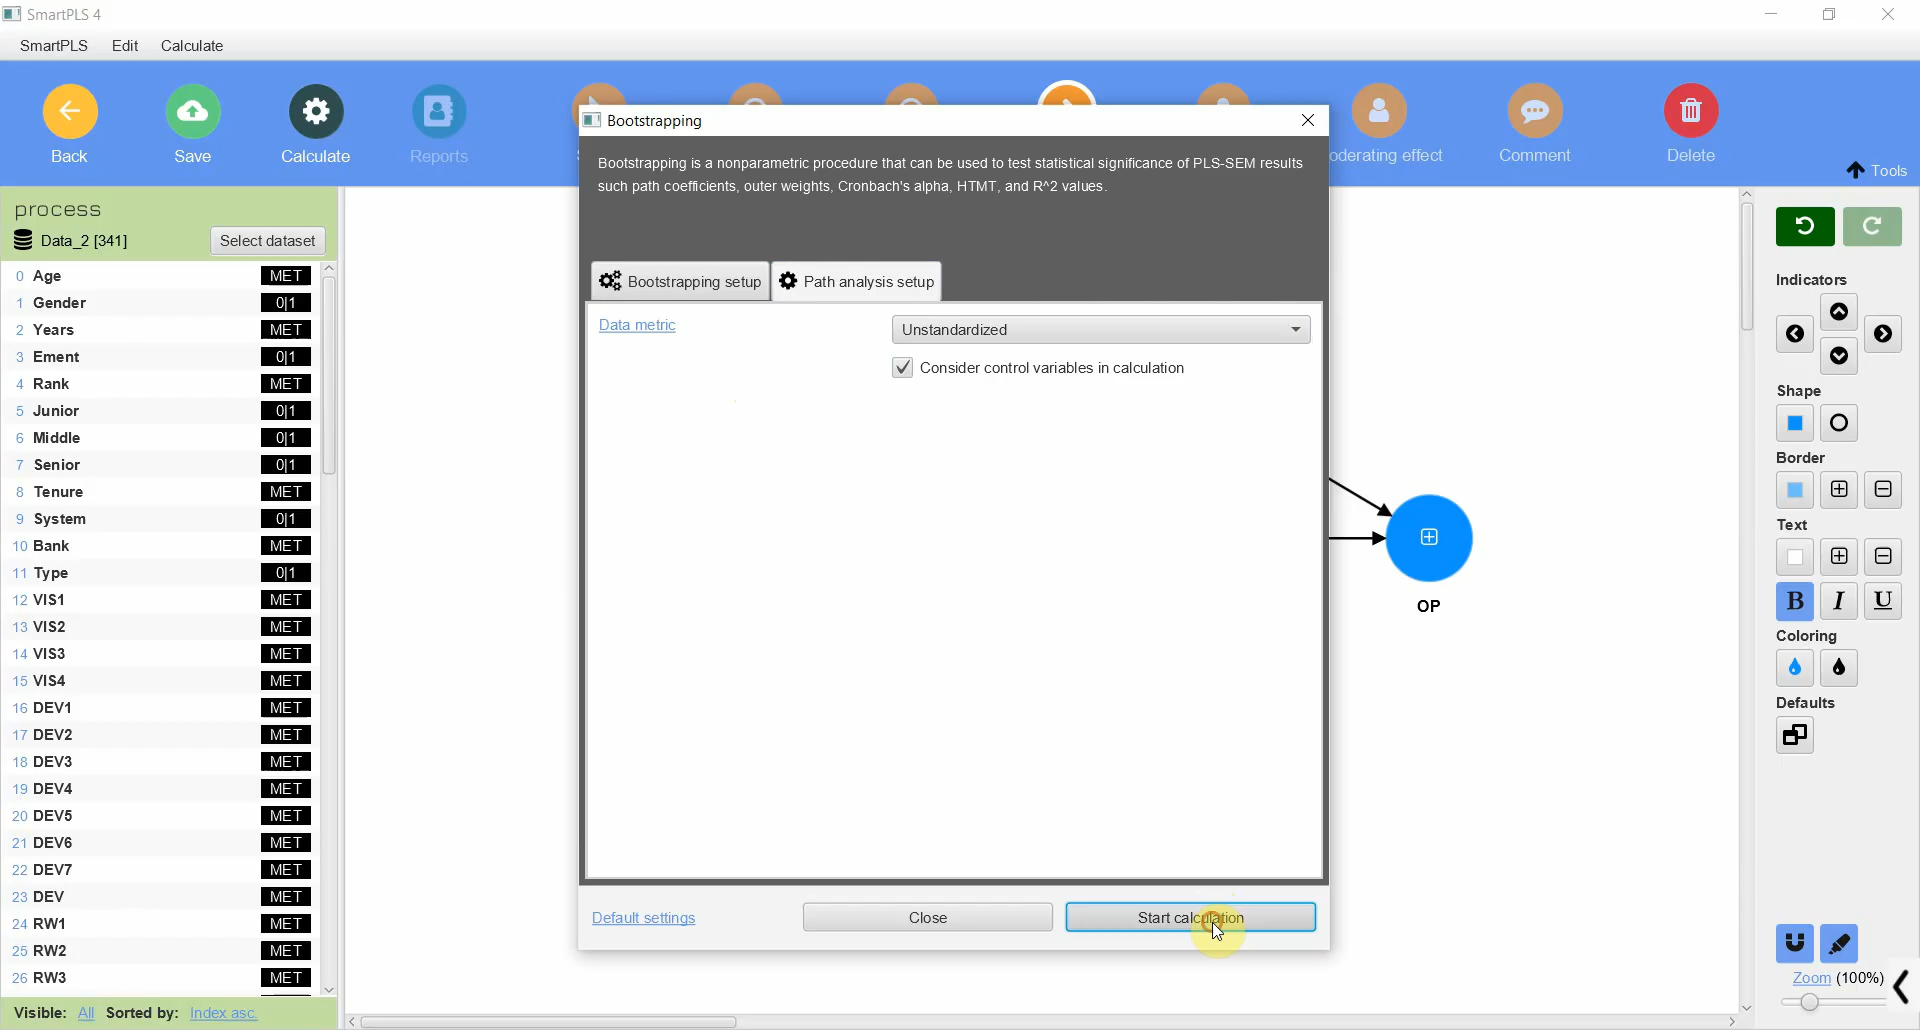 SmartPLS 4
SmartPLS Edit Calculate
Back
Save
Calculate
Reports
oderating effect
Comment
Delete
Tools
process
Data_2 [341]
Select dataset
0 Age MET
1 Gender 0|1
2 Years MET
3 Ement 0|1
4 Rank MET
5 Junior 0|1
6 Middle 0|1
7 Senior 0|1
8 Tenure MET
9 System 0|1
10 Bank MET
11 Type 0|1
12 VIS1 MET
13 VIS2 MET
14 VIS3 MET
15 VIS4 MET
16 DEV1 MET
17 DEV2 MET
18 DEV3 MET
19 DEV4 MET
20 DEV5 MET
21 DEV6 MET
22 DEV7 MET
23 DEV MET
24 RW1 MET
25 RW2 MET
26 RW3 MET
Visible: All Sorted by: Index asc.
Bootstrapping
Bootstrapping is a nonparametric procedure that can be used to test statistical significance of PLS-SEM results
such path coefficients, outer weights, Cronbach's alpha, HTMT, and R^2 values.
Bootstrapping setup
Path analysis setup
Data metric
Unstandardized
Consider control variables in calculation
Default settings
Close
Start calculation
OP
Indicators
Shape
Border
Text
B I U
Coloring
Defaults
Zoom (100%)